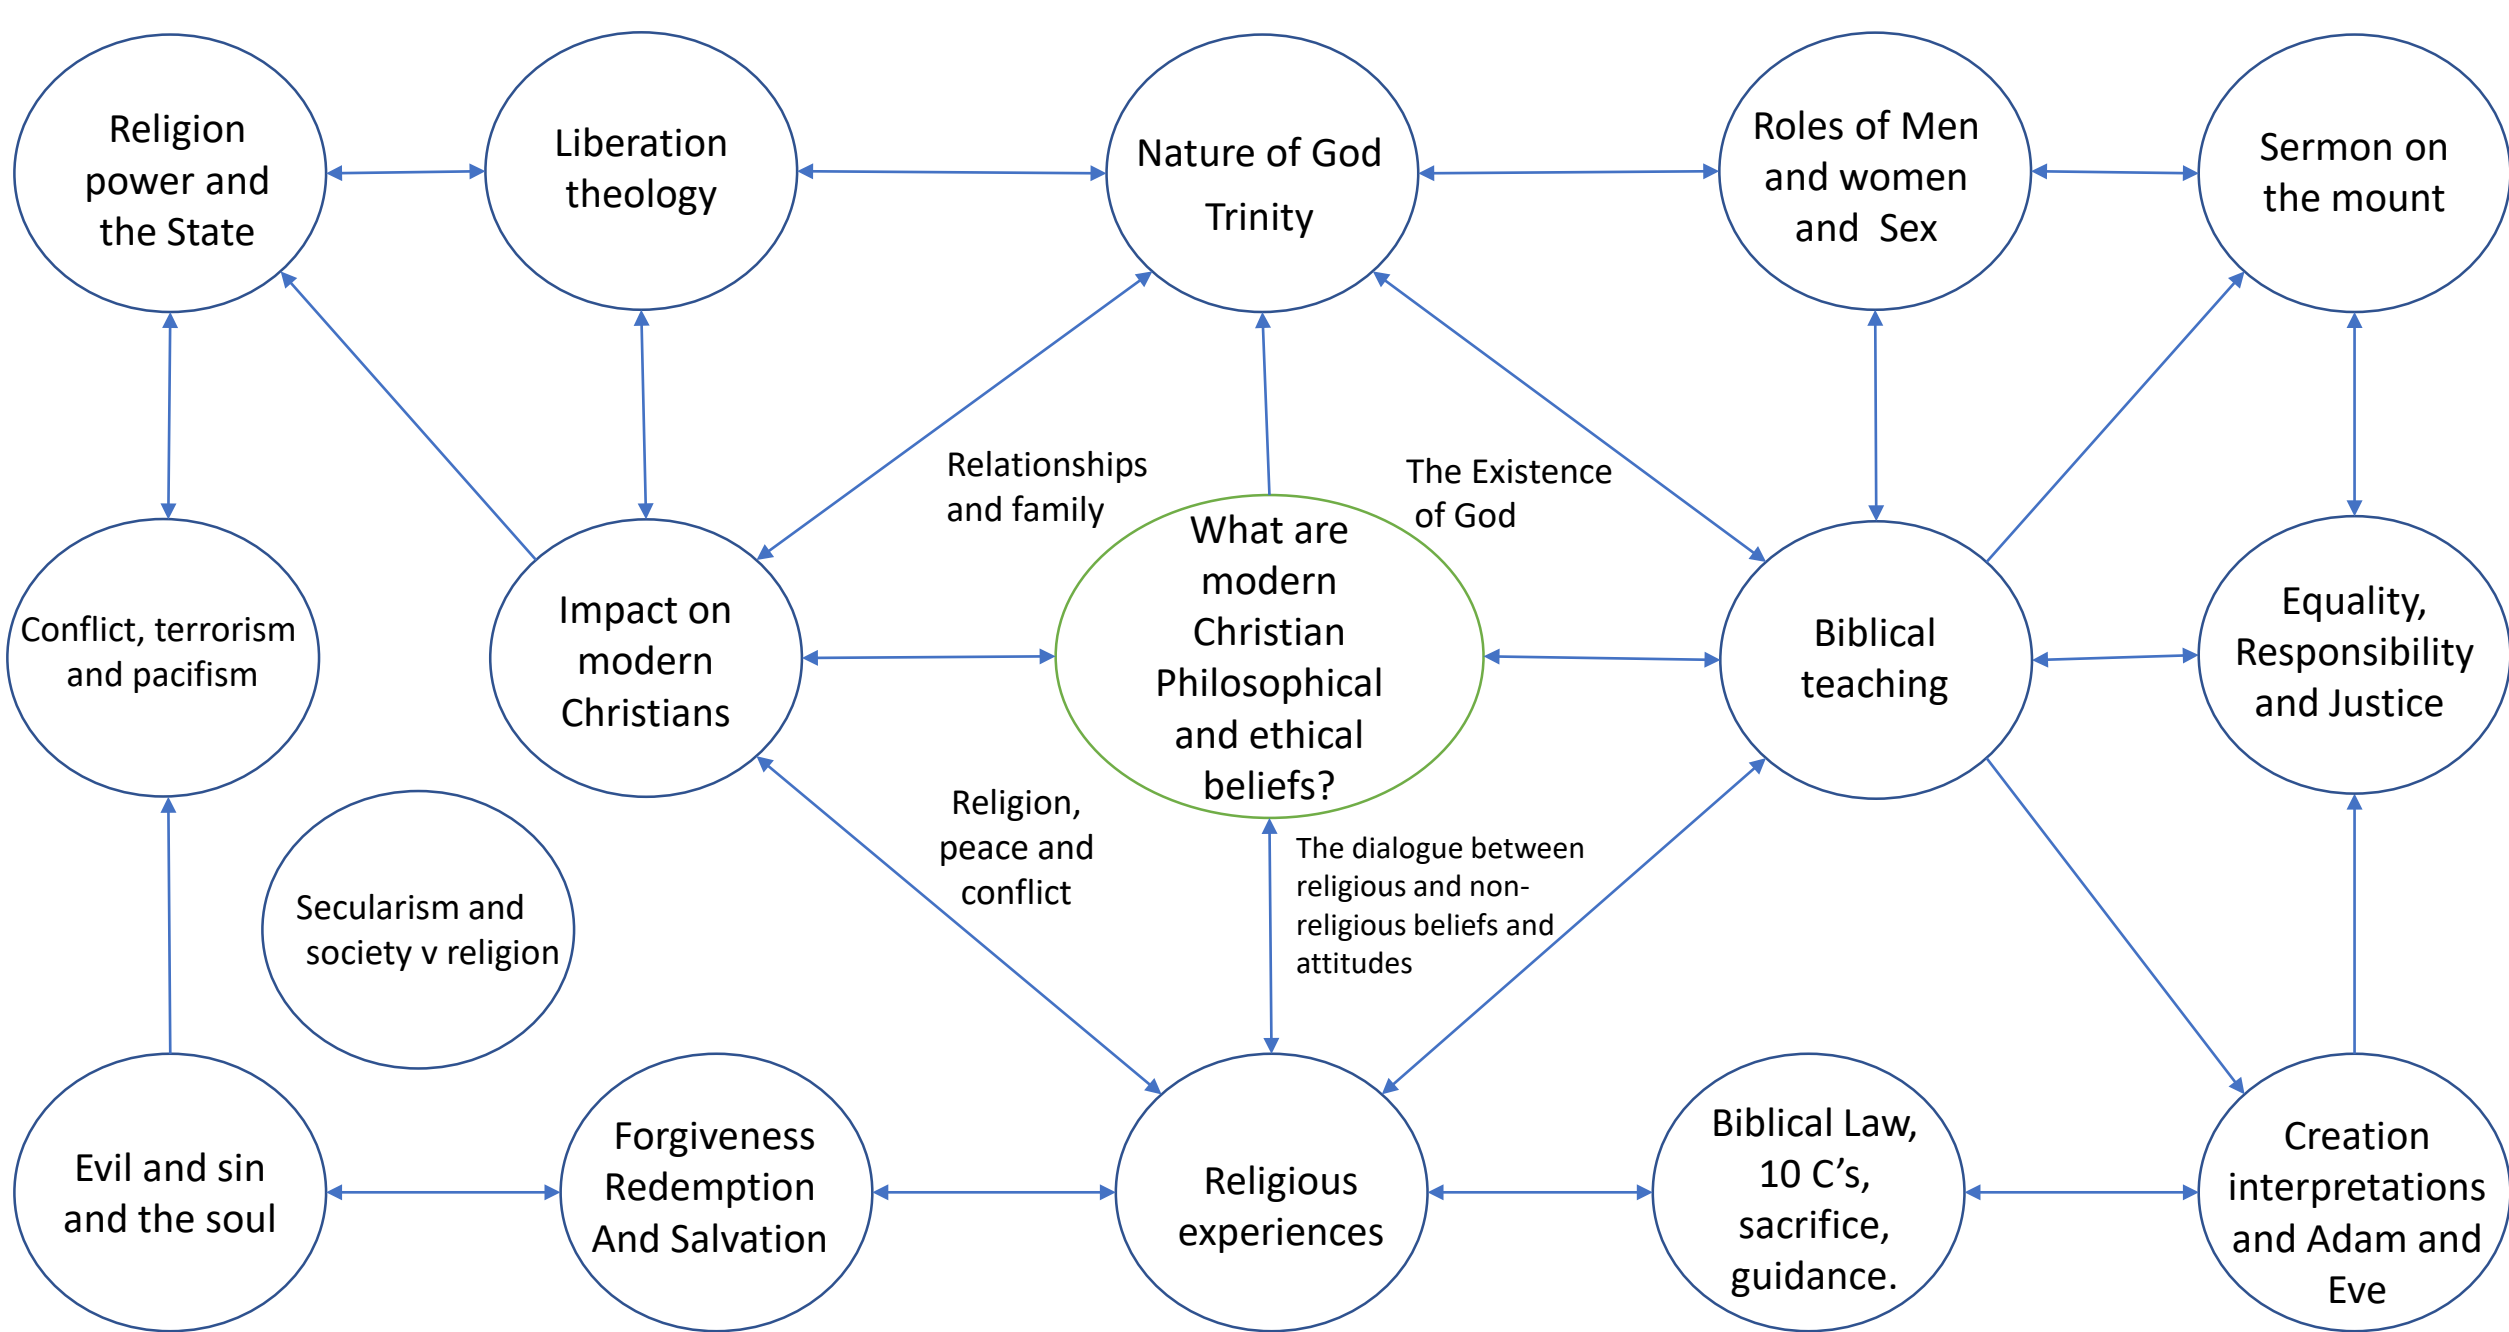 Religion
power and
the State
Liberation
theology
Nature of God
Trinity
Roles of Men
and women
and  Sex
Sermon on
the mount
Relationships
and family
The Existence
of God
Conflict, terrorism
and pacifism
Impact on
modern
Christians
What are
modern
Christian
Philosophical
and ethical
beliefs?
Biblical
teaching
Equality,
Responsibility
and Justice
Secularism and
society v religion
Religion,
peace and
conflict
The dialogue between
religious and non-
religious beliefs and
attitudes
Evil and sin
and the soul
Forgiveness
Redemption
And Salvation
Religious
experiences
Biblical Law,
10 C’s,
sacrifice,
guidance.
Creation
interpretations
and Adam and
Eve